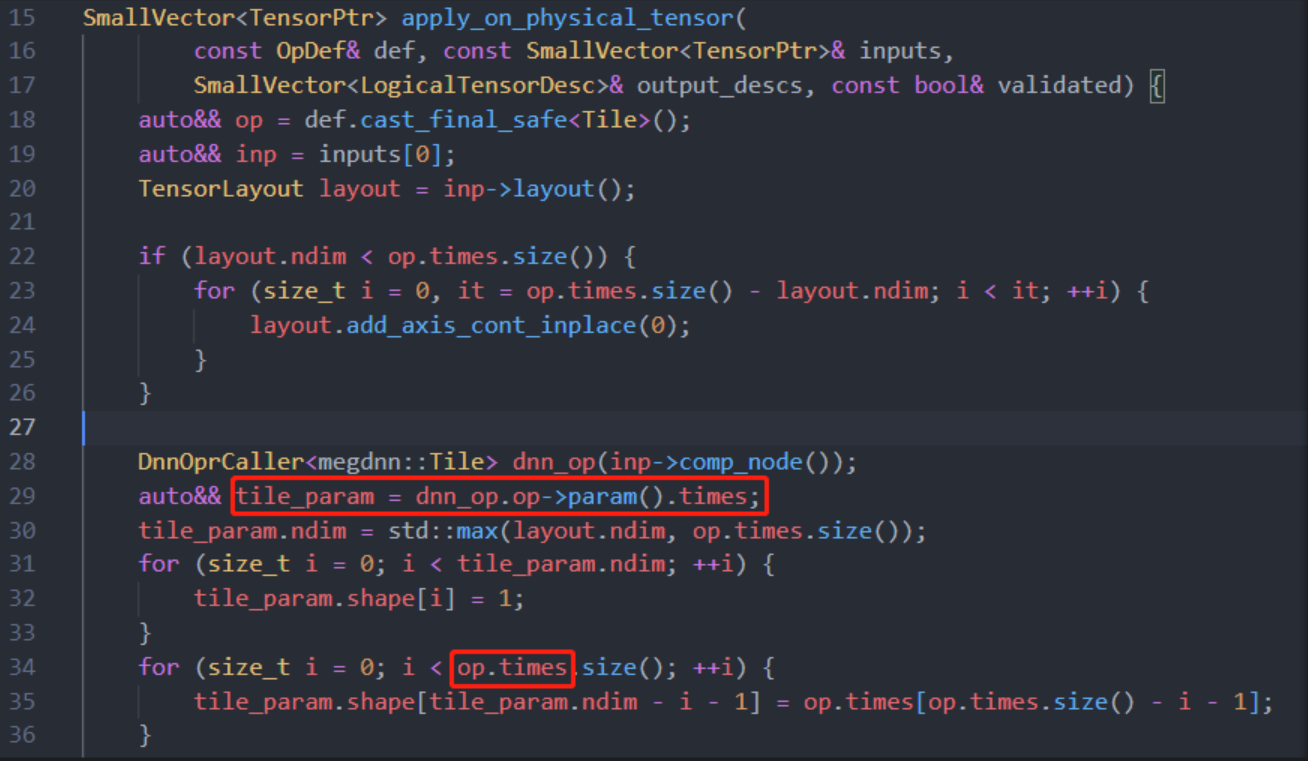 15 SmallVector<TensorPtr> apply_on_physical_tensor(
16 const OpDef& def, const SmallVector<TensorPtr>& inputs,
17 SmallVector<LogicalTensorDesc>& output_descs, const bool& validated) {
18 auto&& op = def.cast_final_safe<Tile>();
19 auto&& inp = inputs[0];
20 TensorLayout layout = inp->layout();
21
22 if (layout.ndim < op.times.size()) {
23 for (size_t i = 0, it = op.times.size() - layout.ndim; i < it; ++i) {
24 layout.add_axis_cont_inplace(0);
25 }
26 }
27
28 DnnOprCaller<megdnn::Tile> dnn_op(inp->comp_node());
29 auto&& tile_param = dnn_op.op->param().times;
30 tile_param.ndim = std::max(layout.ndim, op.times.size());
31 for (size_t i = 0; i < tile_param.ndim; ++i) {
32 tile_param.shape[i] = 1;
33 }
34 for (size_t i = 0; i < op.times.size(); ++i) {
35 tile_param.shape[tile_param.ndim - i - 1] = op.times[op.times.size() - i - 1];
36 }